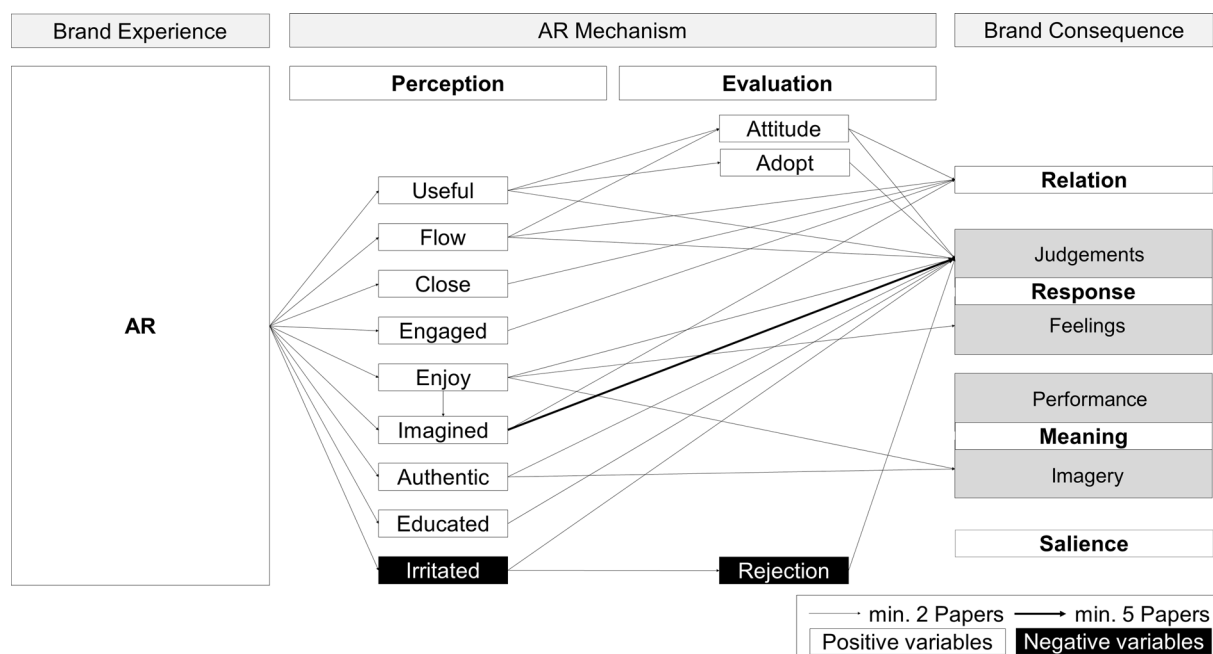 Brand Experience
AR Mechanism
Brand Consequence
Perception
Evaluation
AR
Useful
Flow
Close
Engaged
Enjoy
Imagined
Authentic
Educated
Irritated
Attitude
Adopt
Rejection
Relation
Judgements
Response
Feelings
Performance
Meaning
Imagery
Salience
min. 2 Papers
min. 5 Papers
Positive variables
Negative variables